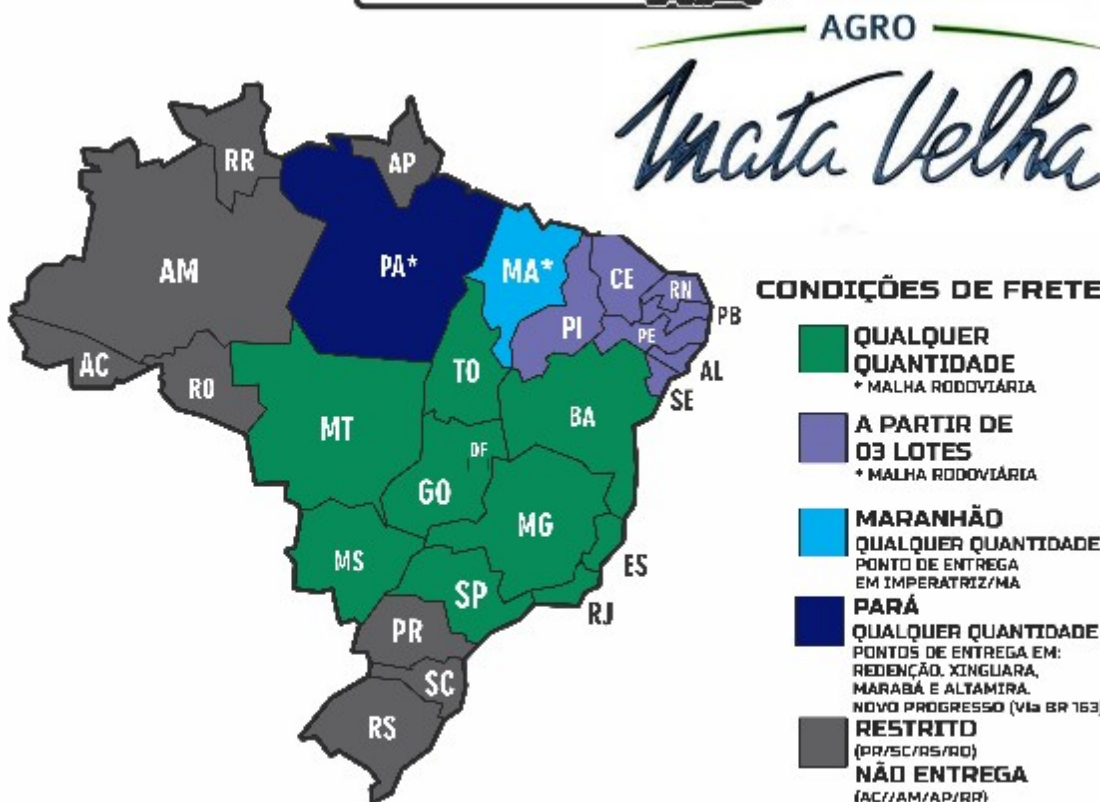 AGRO
Mata Velha
RR
AP
AM
PA*
MA*
CE
RN
PB
PI
PE
AL
SE
AC
RO
TO
BA
MT
DF
GO
MG
MS
ES
SP
RJ
PR
SC
RS
CONDIÇÕES DE FRETE
QUALQUER
QUANTIDADE
* MALHA RODOVIÁRIA
A PARTIR DE
03 LOTES
* MALHA RODOVIÁRIA
MARANHÃO
QUALQUER QUANTIDADE
PONTO DE ENTREGA
EM IMPERATRIZ/MA
PARÁ
QUALQUER QUANTIDADE
PONTOS DE ENTREGA EM:
REDENÇÃO, XINGUARA,
MARABÁ E ALTAMIRA.
NOVO PROGRESSO (Via BR 163)
RESTRITO
(PR/SC/RS/RO)
NÃO ENTREGA
(AC//AM/AP/RR)